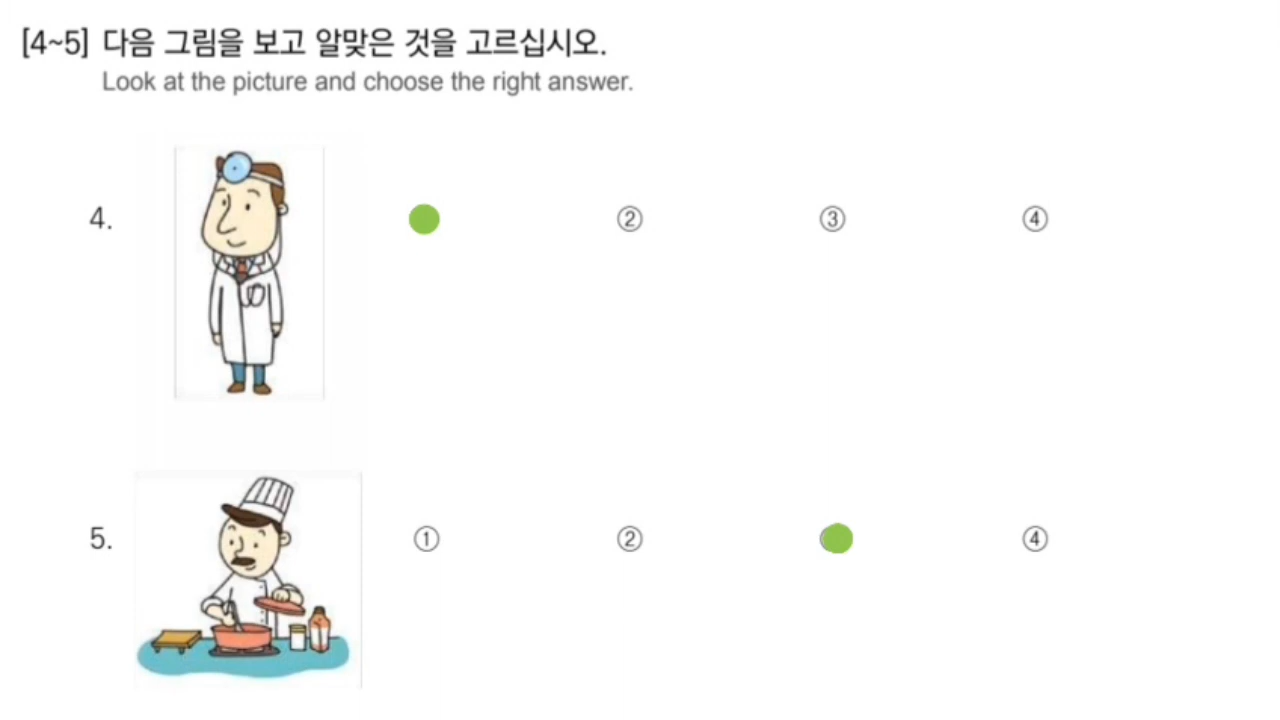 [4~5] 다음 그림을 보고 알맞은 것을 고르십시오.
Look at the picture and choose the right answer.
4. ② ③ ④
5. ① ② ④